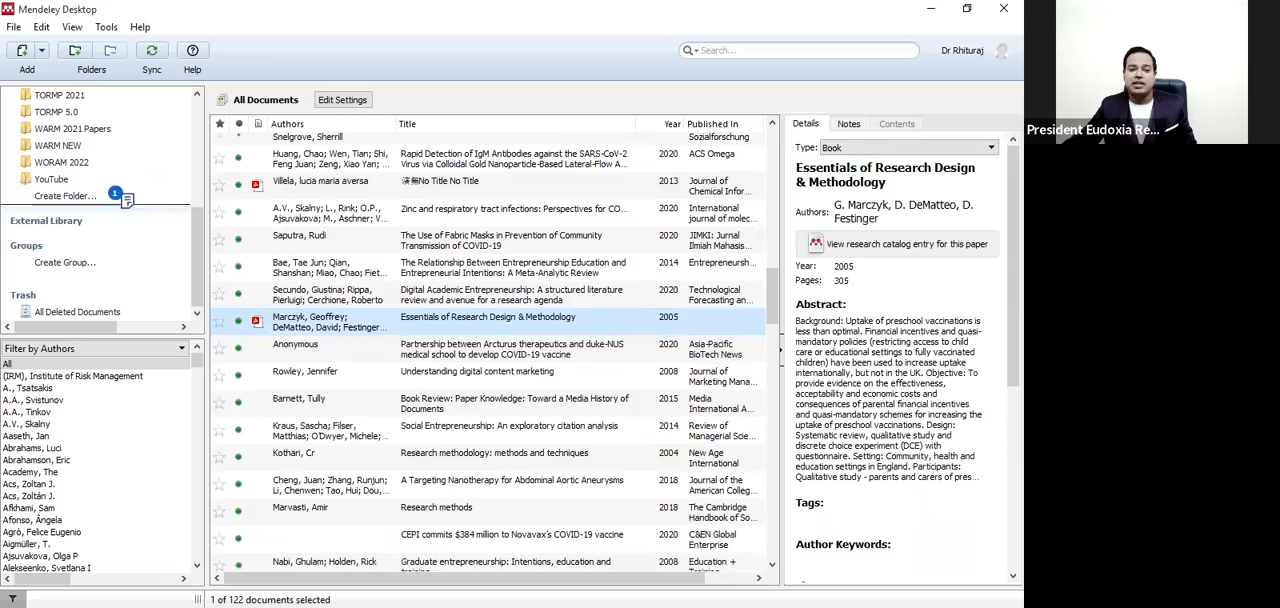 Mendeley Desktop
File Edit View Tools Help
Add Folders Sync Help
Search...
Dr Rhituraj
TORMP 2021
TORMP 5.0
WARM 2021 Papers
WARM NEW
WORAM 2022
YouTube
Create Folder...
1
External Library
Groups
Create Group...
Trash
All Deleted Documents
Filter by Authors
All
(IRM), Institute of Risk Management
A., Tsatsakis
A.A., Svistunov
A.A., Tinkov
A.V., Skalny
Aaseth, Jan
Abrahams, Luci
Abrahamson, Eric
Academy, The
Acs, Zoltan J.
Acs, Zoltán J.
Afkhami, Sam
Afonso, Ângela
Agrò, Felice Eugenio
Aigmüller, T.
Ajsuvakova, Olga P
Alekseenko, Svetlana I
All Documents Edit Settings
Authors Title Year Published In
Snelgrove, Sherrill Sozialforschung
Huang, Chao; Wen, Tian; Shi, Rapid Detection of IgM Antibodies against the SARS-CoV-2 2020 ACS Omega
Feng Juan; Zeng, Xiao Yan; ... Virus via Colloidal Gold Nanoparticle-Based Lateral-Flow A...
Villela, lucia maria aversa 済無No Title No Title 2013 Journal of
Chemical Infor...
A.V., Skalny; L., Rink; O.P., Zinc and respiratory tract infections: Perspectives for CO... 2020 International
Ajsuvakova; M., Aschner; V... journal of molec...
Saputra, Rudi The Use of Fabric Masks in Prevention of Community 2020 JIMKI: Jurnal
Transmission of COVID-19 Ilmiah Mahasis...
Bae, Tae Jun; Qian, The Relationship Between Entrepreneurship Education and 2014 Entrepreneursh...
Shanshan; Miao, Chao; Fiet... Entrepreneurial Intentions: A Meta-Analytic Review
Secundo, Giustina; Rippa, Digital Academic Entrepreneurship: A structured literature 2020 Technological
Pierluigi; Cerchione, Roberto review and avenue for a research agenda Forecasting an...
Marczyk, Geoffrey; Essentials of Research Design & Methodology 2005
DeMatteo, David; Festinger...
Anonymous Partnership between Arcturus therapeutics and duke-NUS 2020 Asia-Pacific
medical school to develop COVID-19 vaccine BioTech News
Rowley, Jennifer Understanding digital content marketing 2008 Journal of
Marketing Mana...
Barnett, Tully Book Review: Paper Knowledge: Toward a Media History of 2015 Media
Documents International A...
Kraus, Sascha; Filser, Social Entrepreneurship: An exploratory citation analysis 2014 Review of
Matthias; O'Dwyer, Michele;... Managerial Scie...
Kothari, Cr Research methodology: methods and techniques 2004 New Age
International
Cheng, Juan; Zhang, Runjun; A Targeting Nanotherapy for Abdominal Aortic Aneurysms 2018 Journal of the
Li, Chenwen; Tao, Hui; Dou,... American Colleg...
Marvasti, Amir Research methods 2018 The Cambridge
Handbook of So...
CEPI commits $384 million to Novavax's COVID-19 vaccine 2020 C&EN Global
Enterprise
Nabi, Ghulam; Holden, Rick Graduate entrepreneurship: Intentions, education and 2008 Education +
training Training
1 of 122 documents selected
Details Notes Contents
Type: Book
Essentials of Research Design
& Methodology
Authors: G. Marczyk, D. DeMatteo, D.
Festinger
View research catalog entry for this paper
Year: 2005
Pages: 305
Abstract:
Background: Uptake of preschool vaccinations is
less than optimal. Financial incentives and quasi-
mandatory policies (restricting access to child
care or educational settings to fully vaccinated
children) have been used to increase uptake
internationally, but not in the UK. Objective: To
provide evidence on the effectiveness,
acceptability and economic costs and
consequences of parental financial incentives
and quasi-mandatory schemes for increasing the
uptake of preschool vaccinations. Design:
Systematic review, qualitative study and
discrete choice experiment (DCE) with
questionnaire. Setting: Community, health and
education settings in England. Participants:
Qualitative study - parents and carers of pres...
Tags:
Author Keywords:
President Eudoxia Re...